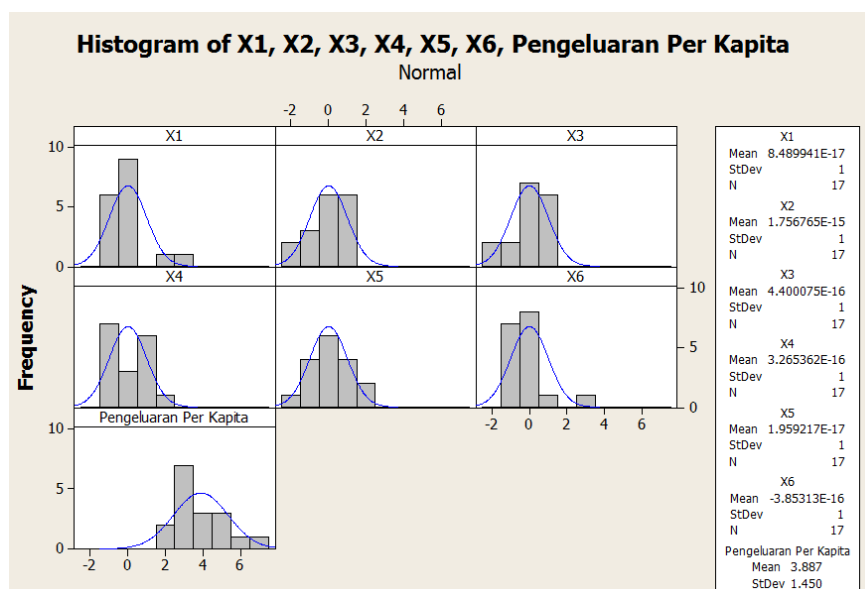 Histogram of X1, X2, X3, X4, X5, X6, Pengeluaran Per Kapita
Normal
-2 0 2 4 6
X1 X2 X3
10
5
0
X4 X5 X6
10
5
0
Pengeluaran Per Kapita
-2 0 2 4 6
10
5
0
-2 0 2 4 6
Frequency
X1
Mean 8.489941E-17
StDev 1
N 17
X2
Mean 1.756765E-15
StDev 1
N 17
X3
Mean 4.400075E-16
StDev 1
N 17
X4
Mean 3.265362E-16
StDev 1
N 17
X5
Mean 1.959217E-17
StDev 1
N 17
X6
Mean -3.85313E-16
StDev 1
N 17
Pengeluaran Per Kapita
Mean 3.887
StDev 1.450